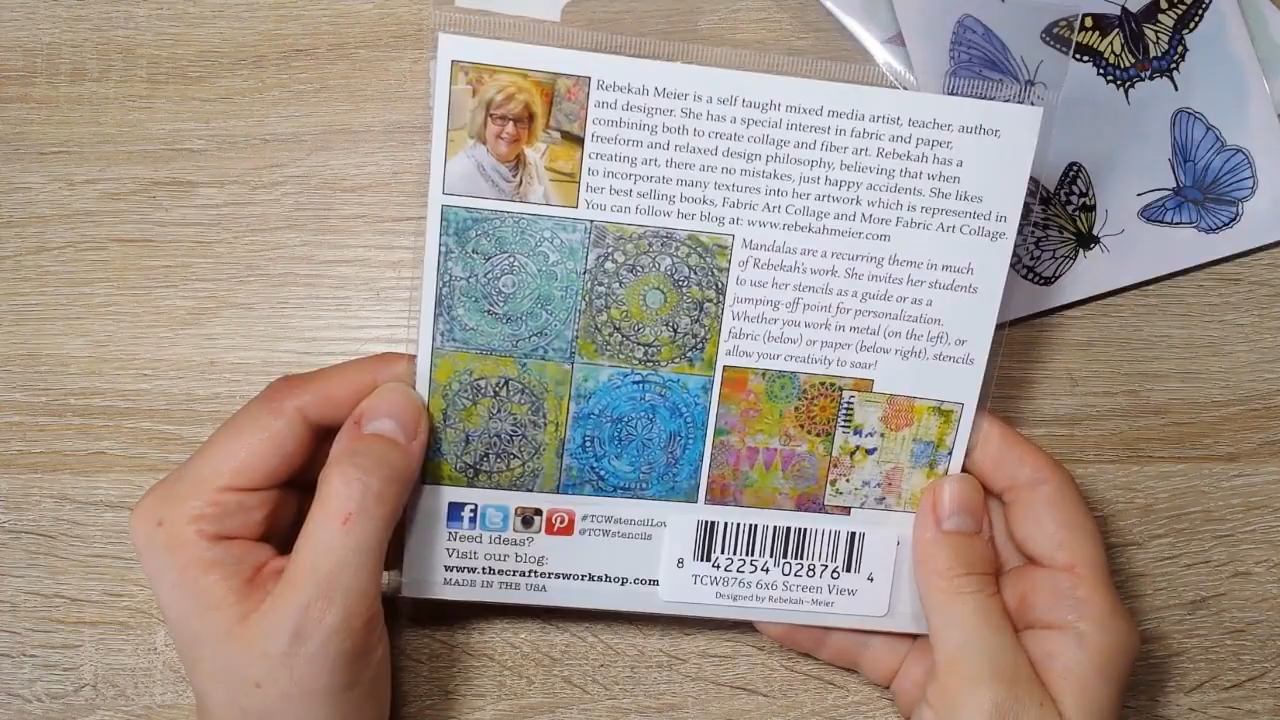 Rebekah Meier is a self taught mixed media artist, teacher, author,
and designer. She has a special interest in fabric and paper,
combining both to create collage and fiber art. Rebekah has a
freeform and relaxed design philosophy, believing that when
creating art, there are no mistakes, just happy accidents. She likes
to incorporate many textures into her artwork which is represented in
her best selling books, Fabric Art Collage and More Fabric Art Collage.
You can follow her blog at: www.rebekahmeier.com
Mandalas are a recurring theme in much
of Rebekah's work. She invites her students
to use her stencils as a guide or as a
jumping-off point for personalization.
Whether you work in metal (on the left), or
fabric (below) or paper (below right), stencils
allow your creativity to soar!
#TCWstencilLov
@TCWstencils
Need ideas?
Visit our blog:
www.thecraftersworkshop.com
MADE IN THE USA
8 42254 02876 4
TCW876s 6x6 Screen View
Designed by Rebekah~Meier